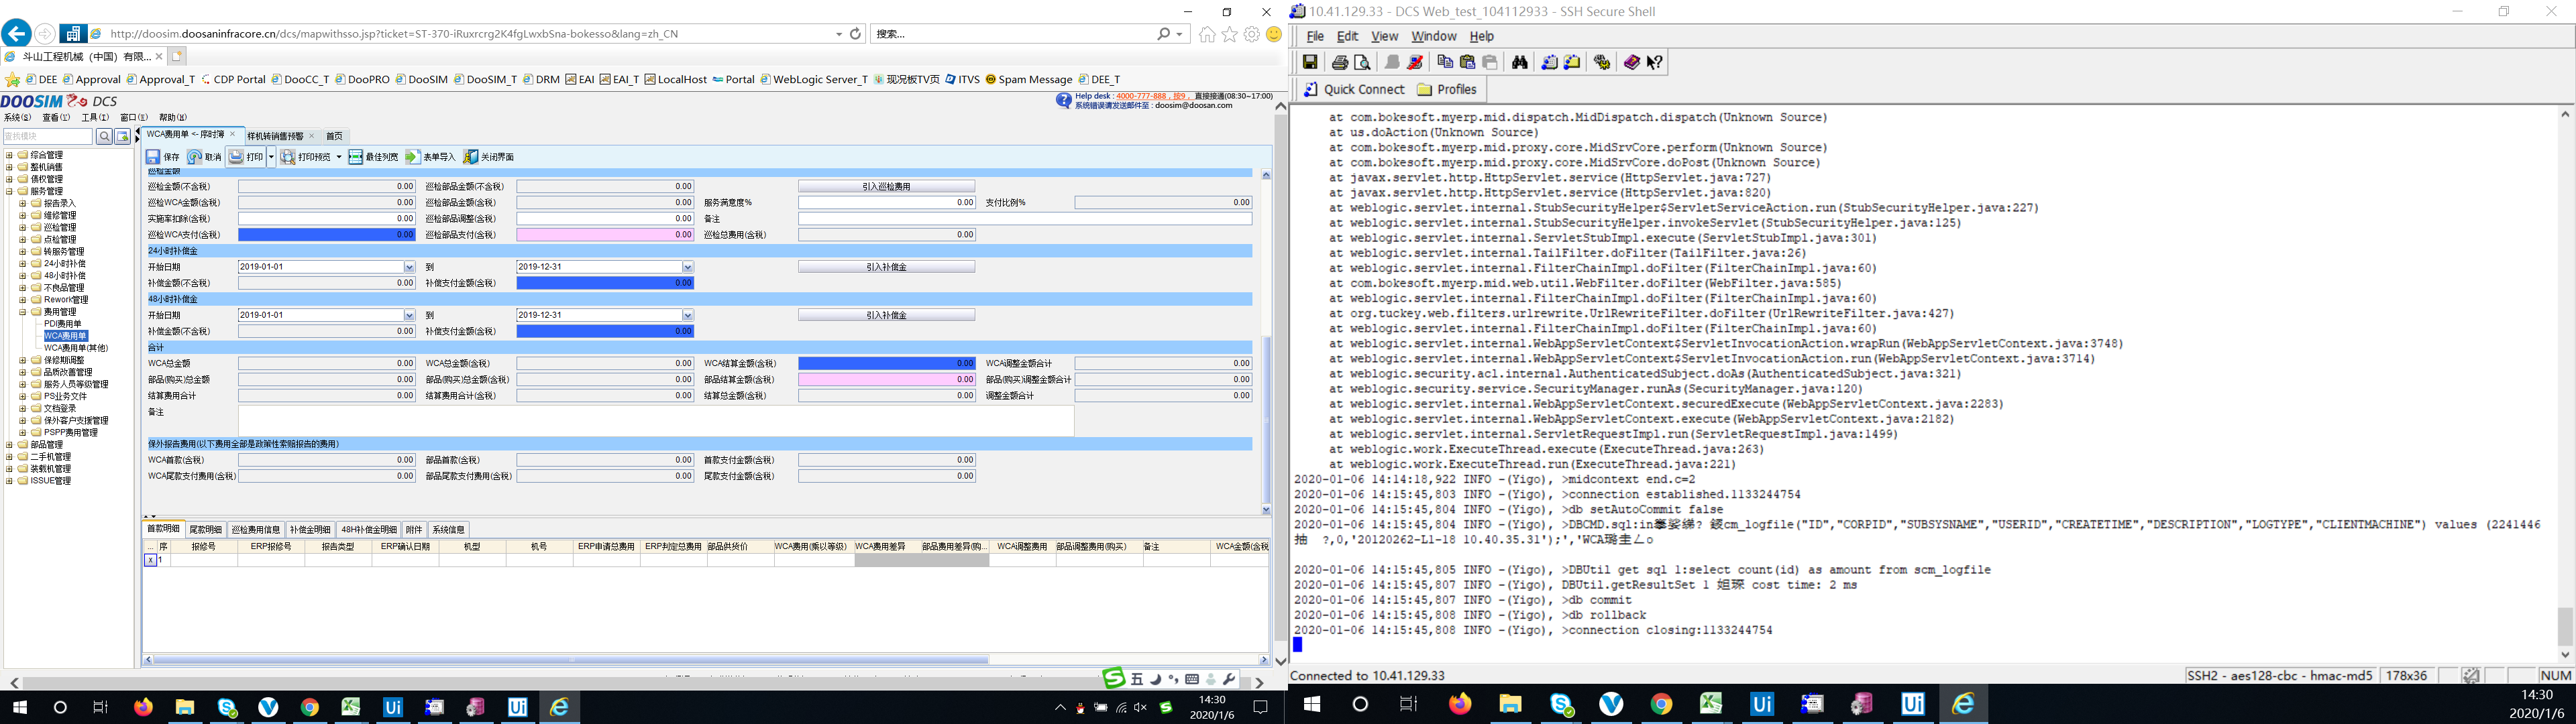 http://doosim.doosaninfracore.cn/dcs/mapwithsso.jsp?ticket=ST-370-iRuxrcrg2K4fgLwxbSna-bokesso&lang=zh_CN
搜索...
斗山工程机械（中国）有限...
DEE Approval Approval_T CDP Portal DooCC_T DooPRO DooSIM DooSIM_T DRM EAI EAI_T LocalHost Portal WebLogic Server_T 现况板TV页 ITVS Spam Message DEE_T
DOOSIM DCS
Help desk : 4000-777-888，按9， 直接接通(08:30~17:00)
系统错误请发送邮件至 : doosim@doosan.com
系统(S) 查看(V) 工具(T) 窗口(I) 帮助(H)
查找模块
综合管理
整机销售
债权管理
服务管理
报告录入
维修管理
巡检管理
点检管理
转服务管理
24小时补偿
48小时补偿
不良品管理
Rework管理
费用管理
PDI费用单
WCA费用单
WCA费用单(其他)
保修期调整
品质改善管理
服务人员等级管理
PS业务文件
文档登录
保外客户支援管理
PSPP费用管理
部品管理
二手机管理
装载机管理
ISSUE管理
WCA费用单 <- 序时簿 样机转销售预警 首页
保存 取消 打印 打印预览 最佳列宽 表单导入 关闭界面
巡检金额
巡检金额(不含税) 0.00 巡检部品金额(不含税) 0.00 引入巡检费用
巡检WCA金额(含税) 0.00 巡检部品金额(含税) 0.00 服务满意度% 0.00 支付比例% 0.00
实施率扣除(含税) 0.00 巡检部品调整(含税) 0.00 备注
巡检WCA支付(含税) 0.00 巡检部品支付(含税) 0.00 巡检总费用(含税) 0.00
24小时补偿金
开始日期 2019-01-01 到 2019-12-31 引入补偿金
补偿金额(不含税) 0.00 补偿支付金额(含税) 0.00
48小时补偿金
开始日期 2019-01-01 到 2019-12-31 引入补偿金
补偿金额(不含税) 0.00 补偿支付金额(含税) 0.00
合计
WCA总金额 0.00 WCA总金额(含税) 0.00 WCA结算金额(含税) 0.00 WCA调整金额合计 0.00
部品(购买)总金额 0.00 部品(购买)总金额(含税) 0.00 部品结算金额(含税) 0.00 部品(购买)调整金额合计 0.00
结算费用合计 0.00 结算费用合计(含税) 0.00 结算总金额(含税) 0.00 调整金额合计 0.00
备注
保外报告费用(以下费用全部是政策性索赔报告的费用)
WCA首款(含税) 0.00 部品首款(含税) 0.00 首款支付金额(含税) 0.00
WCA尾款支付费用(含税) 0.00 部品尾款支付费用(含税) 0.00 尾款支付金额(含税) 0.00
首款明细 尾款明细 巡检费用信息 补偿金明细 48H补偿金明细 附件 系统信息
... 序 报修号 ERP报修号 报告类型 ERP确认日期 机型 机号 ERP申请总费用 ERP判定总费用 部品供货价 WCA费用(乘以等级) WCA费用差异 部品费用差异(购... WCA调整费用 部品调整费用(购买) 备注 WCA金额(含税
x 1
五
14:30
2020/1/6
10.41.129.33 - DCS Web_test_104112933 - SSH Secure Shell
File Edit View Window Help
Quick Connect Profiles
at com.bokesoft.myerp.mid.dispatch.MidDispatch.dispatch(Unknown Source)
at us.doAction(Unknown Source)
at com.bokesoft.myerp.mid.proxy.core.MidSrvCore.perform(Unknown Source)
at com.bokesoft.myerp.mid.proxy.core.MidSrvCore.doPost(Unknown Source)
at javax.servlet.http.HttpServlet.service(HttpServlet.java:727)
at javax.servlet.http.HttpServlet.service(HttpServlet.java:820)
at weblogic.servlet.internal.StubSecurityHelper$ServletServiceAction.run(StubSecurityHelper.java:227)
at weblogic.servlet.internal.StubSecurityHelper.invokeServlet(StubSecurityHelper.java:125)
at weblogic.servlet.internal.ServletStubImpl.execute(ServletStubImpl.java:301)
at weblogic.servlet.internal.TailFilter.doFilter(TailFilter.java:26)
at weblogic.servlet.internal.FilterChainImpl.doFilter(FilterChainImpl.java:60)
at com.bokesoft.myerp.mid.web.util.WebFilter.doFilter(WebFilter.java:585)
at weblogic.servlet.internal.FilterChainImpl.doFilter(FilterChainImpl.java:60)
at org.tuckey.web.filters.urlrewrite.UrlRewriteFilter.doFilter(UrlRewriteFilter.java:427)
at weblogic.servlet.internal.FilterChainImpl.doFilter(FilterChainImpl.java:60)
at weblogic.servlet.internal.WebAppServletContext$ServletInvocationAction.wrapRun(WebAppServletContext.java:3748)
at weblogic.servlet.internal.WebAppServletContext$ServletInvocationAction.run(WebAppServletContext.java:3714)
at weblogic.security.acl.internal.AuthenticatedSubject.doAs(AuthenticatedSubject.java:321)
at weblogic.security.service.SecurityManager.runAs(SecurityManager.java:120)
at weblogic.servlet.internal.WebAppServletContext.securedExecute(WebAppServletContext.java:2283)
at weblogic.servlet.internal.WebAppServletContext.execute(WebAppServletContext.java:2182)
at weblogic.servlet.internal.ServletRequestImpl.run(ServletRequestImpl.java:1499)
at weblogic.work.ExecuteThread.execute(ExecuteThread.java:263)
at weblogic.work.ExecuteThread.run(ExecuteThread.java:221)
2020-01-06 14:14:18,922 INFO -(Yigo), >midcontext end.c=2
2020-01-06 14:15:45,803 INFO -(Yigo), >connection established.1133244754
2020-01-06 14:15:45,804 INFO -(Yigo), >db setAutoCommit false
2020-01-06 14:15:45,804 INFO -(Yigo), >DBCMD.sql:in cm_logfile("ID","CORPID","SUBSYSNAME","USERID","CREATETIME","DESCRIPTION","LOGTYPE","CLIENTMACHINE") values (2241446
抽 ?,0,'20120262-L1-18 10.40.35.31');','WCA
2020-01-06 14:15:45,805 INFO -(Yigo), >DBUtil get sql 1:select count(id) as amount from scm_logfile
2020-01-06 14:15:45,807 INFO -(Yigo), DBUtil.getResultSet 1 cost time: 2 ms
2020-01-06 14:15:45,807 INFO -(Yigo), >db commit
2020-01-06 14:15:45,808 INFO -(Yigo), >db rollback
2020-01-06 14:15:45,808 INFO -(Yigo), >connection closing:1133244754
Connected to 10.41.129.33 SSH2 - aes128-cbc - hmac-md5 178x36 NUM
14:30
2020/1/6